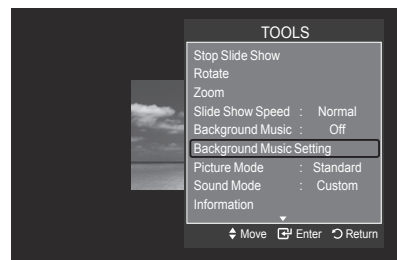 TOOLS
Stop Slide Show
Rotate
Zoom
Slide Show Speed : Normal
Background Music : Off
Background Music Setting
Picture Mode : Standard
Sound Mode : Custom
Information
Move Enter Return